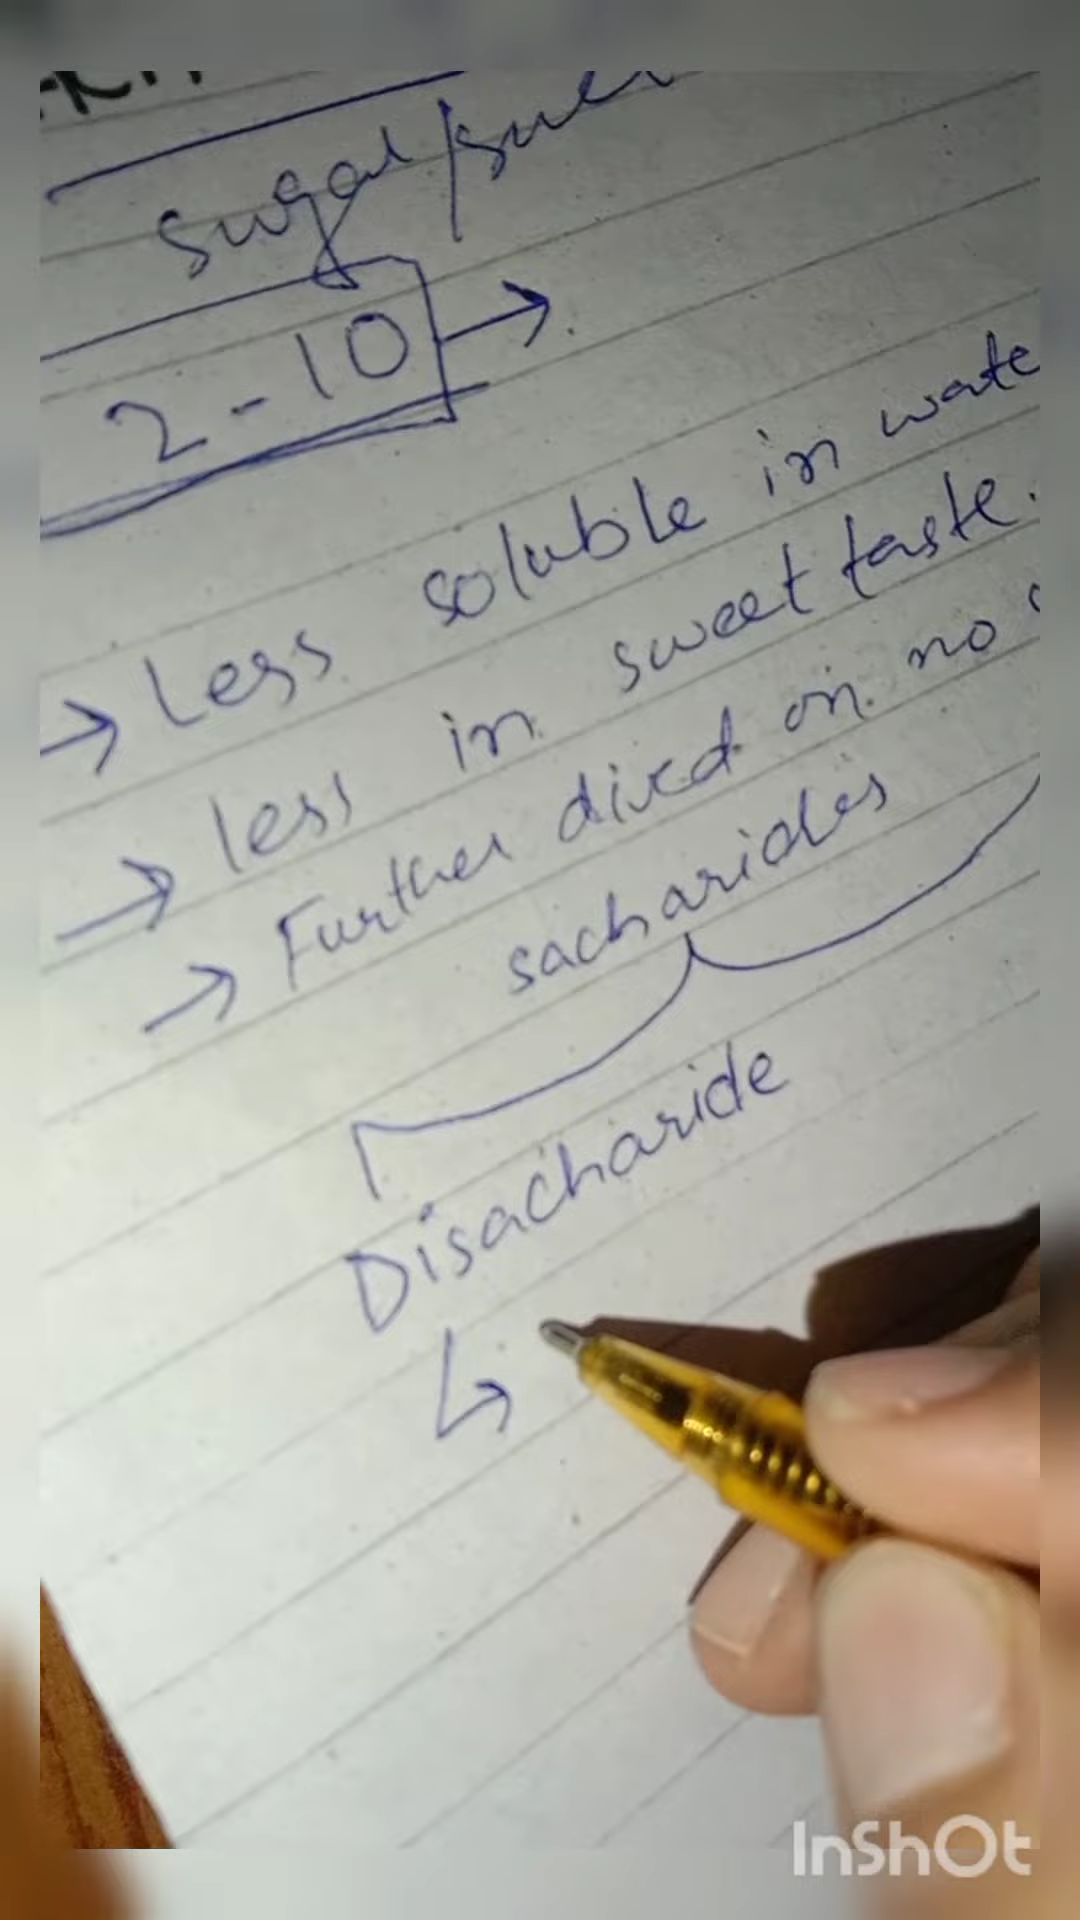 sugar/
2-10 →
→ Less soluble in wate
→ less in sweet taste.
→ Further dived on no
sacharides
Disacharide
↳
InShOt